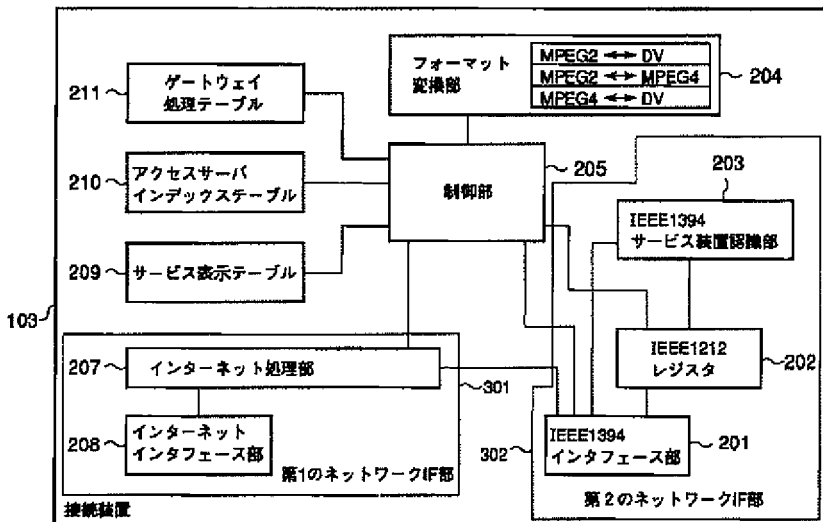 フォーマット
変換部
MPEG2 ↔ DV
MPEG2 ↔ MPEG4
MPEG4 ↔ DV
204
211
ゲートウェイ
処理テーブル
210
アクセスサーバ
インデックステーブル
205
制御部
203
IEEE1394
サービス装置認識部
209
サービス表示テーブル
103
207
インターネット処理部
301
IEEE1212
レジスタ
202
208
インターネット
インタフェース部
第1のネットワークIF部
302
IEEE1394
インタフェース部
201
第2のネットワークIF部
接続装置